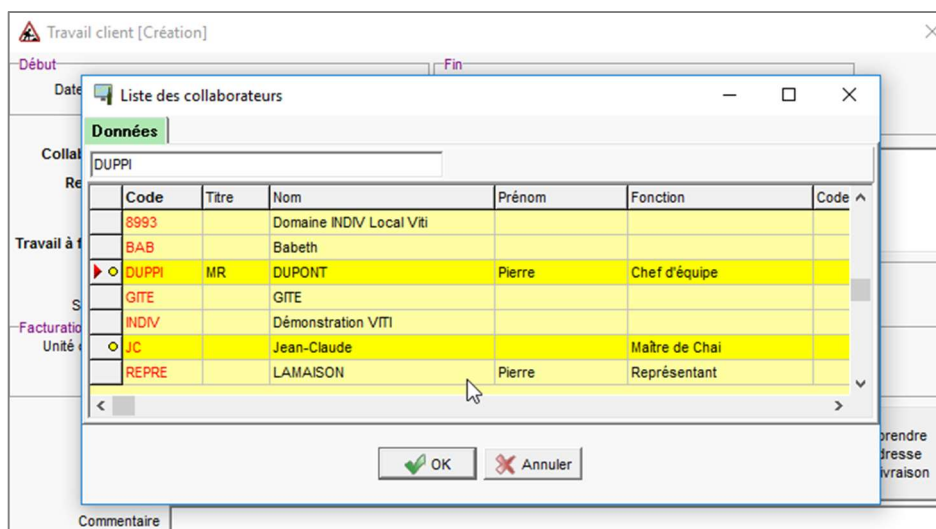 Travail client [Création]
Début
Fin
Date
Liste des collaborateurs
Données
Collab
DUPPI
Re
Code Titre Nom Prénom Fonction Code
8993 Domaine INDIV Local Viti
Travail à f
BAB Babeth
DUPPI MR DUPONT Pierre Chef d'équipe
GITE GITE
S
INDIV Démonstration VITI
Facturatio
Unité
JC Jean-Claude Maître de Chai
REPRE LAMAISON Pierre Représentant
OK Annuler
prendre
dresse
ivraison
Commentaire